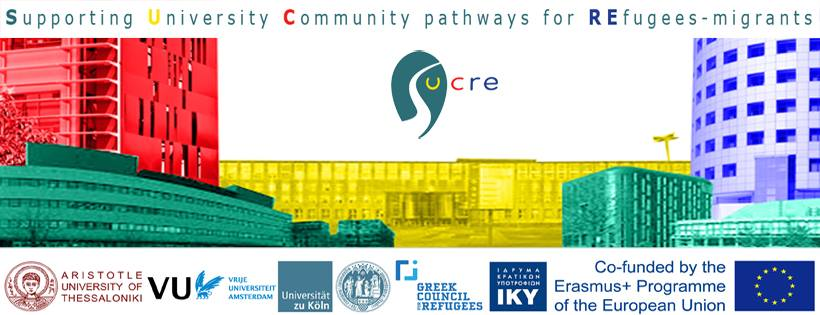 Supporting University Community pathways for REfugees-migrants
Sucre
ARISTOTLE
UNIVERSITY OF
THESSALONIKI
VU
VRIJE
UNIVERSITEIT
AMSTERDAM
Universität
zu Köln
GREEK
COUNCIL
FOR REFUGEES
ΙΔΡΥΜΑ
ΚΡΑΤΙΚΩΝ
ΥΠΟΤΡΟΦΙΩΝ
IKY
Co-funded by the
Erasmus+ Programme
of the European Union